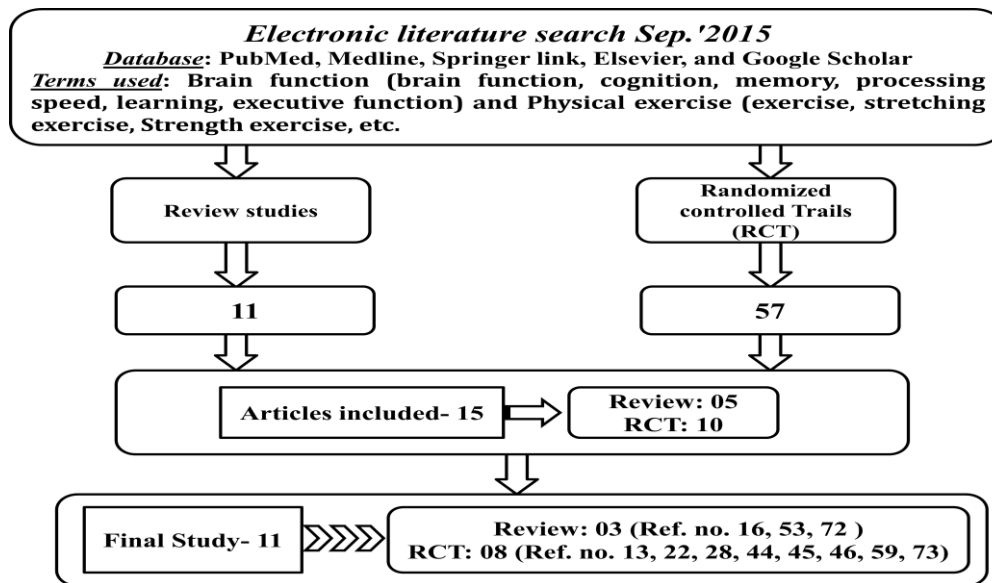 Electronic literature search Sep.'2015
Database: PubMed, Medline, Springer link, Elsevier, and Google Scholar
Terms used: Brain function (brain function, cognition, memory, processing
speed, learning, executive function) and Physical exercise (exercise, stretching
exercise, Strength exercise, etc.
Review studies
Randomized
controlled Trails
(RCT)
11
57
Articles included- 15
Review: 05
RCT: 10
Final Study- 11
Review: 03 (Ref. no. 16, 53, 72 )
RCT: 08 (Ref. no. 13, 22, 28, 44, 45, 46, 59, 73)